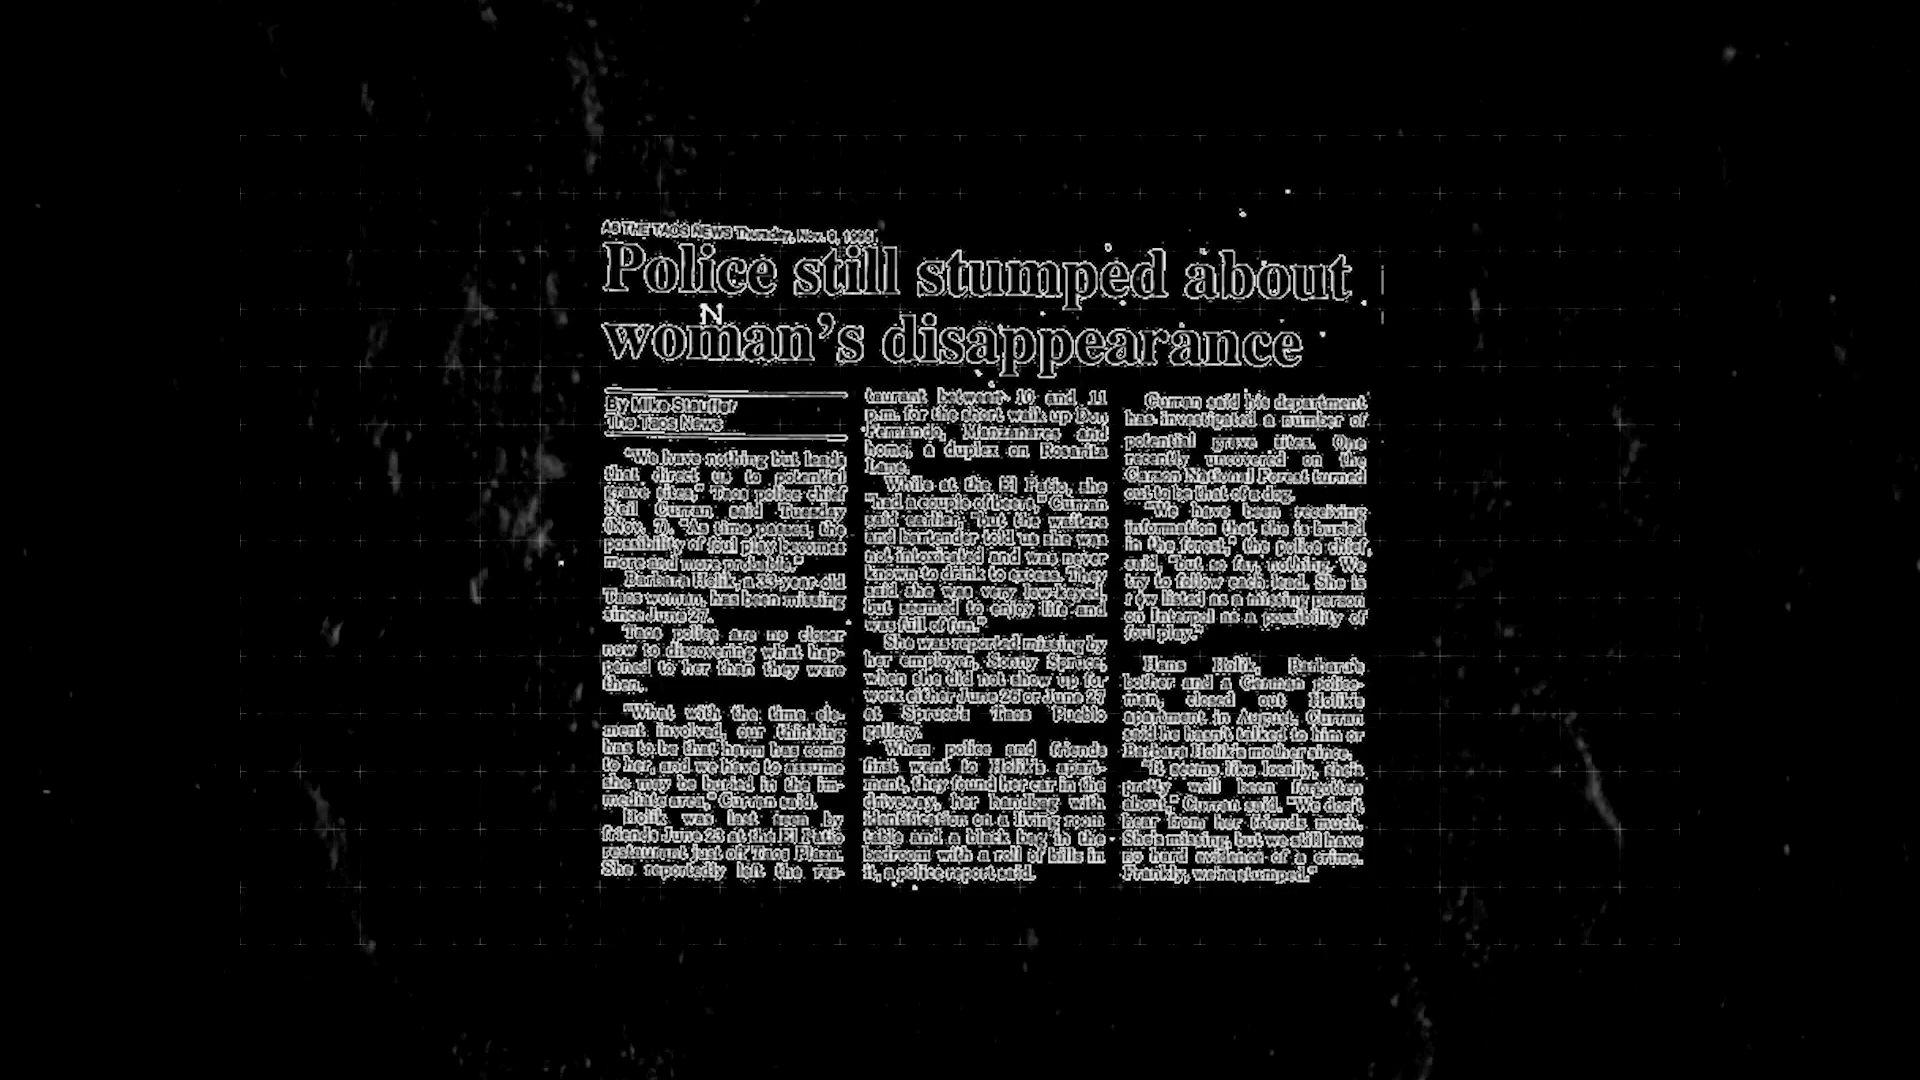 A6 THE TAOS NEWS Thursday, Nov. 9, 1995
Police still stumped about
N
woman's disappearance
By Mike Stauffer
The Taos News
"We have nothing but leads
that direct us to potential
grave sites," Taos police chief
Neil Curran said Tuesday
(Nov. 7). "As time passes, the
possibility of foul play becomes
more and more probable."
Barbara Holik, a 33-year-old
Taos woman, has been missing
since June 27.
Taos police are no closer
now to discovering what hap-
pened to her than they were
then.
"What with the time ele-
ment involved, our thinking
has to be that harm has come
to her, and we have to assume
she may be buried in the im-
mediate area," Curran said.
Holik was last seen by
friends June 23 at the El Patio
restaurant just off Taos Plaza.
She reportedly left the res-
taurant between 10 and 11
p.m. for the short walk up Don
Fernando, Manzanares and
home, a duplex on Rosarita
Lane.
While at the El Patio, she
"had a couple of beers," Curran
said earlier, "but the waiters
and bartender told us she was
not intoxicated and was never
known to drink to excess. They
said she was very low-keyed,
but seemed to enjoy life and
was full of fun."
She was reported missing by
her employer, Sonny Spruce,
when she did not show up for
work either June 26 or June 27
at Spruce's Taos Pueblo
gallery.
When police and friends
first went to Holik's apart-
ment, they found her car in the
driveway, her handbag with
identification on a living room
table and a black bag in the
bedroom with a roll of bills in
it, a police report said.
Curran said his department
has investigated a number of
potential grave sites. One
recently uncovered on the
Carson National Forest turned
out to be that of a dog.
"We have been receiving
information that she is buried
in the forest," the police chief
said, "but so far, nothing. We
try to follow each lead. She is
now listed as a missing person
on Interpol as a possibility of
foul play."
Hans Holik, Barbara's
bother and a German police-
man, closed out Holik's
apartment in August. Curran
said he hasn't talked to him or
Barbara Holik's mother since.
"It seems like locally, she's
pretty well been forgotten
about," Curran said. "We don't
hear from her friends much.
She's missing, but we still have
no hard evidence of a crime.
Frankly, we're stumped."